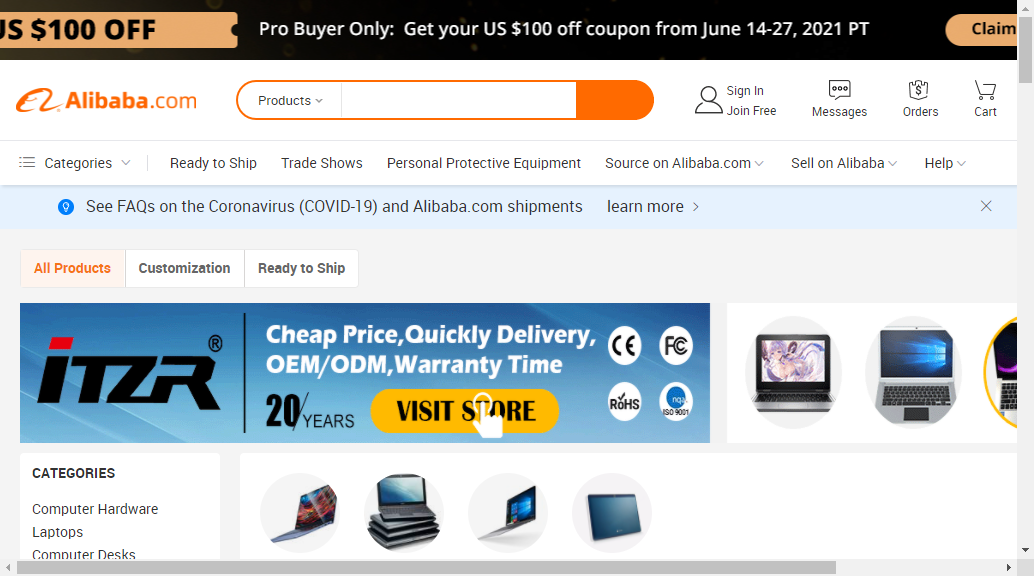 US $100 OFF
Pro Buyer Only: Get your US $100 off coupon from June 14-27, 2021 PT
Claim
Alibaba.com
Products
Sign In
Join Free
Messages
Orders
Cart
Categories
Ready to Ship
Trade Shows
Personal Protective Equipment
Source on Alibaba.com
Sell on Alibaba
Help
See FAQs on the Coronavirus (COVID-19) and Alibaba.com shipments
learn more
All Products
Customization
Ready to Ship
ITZR®
Cheap Price,Quickly Delivery,
OEM/ODM,Warranty Time
20/YEARS
VISIT STORE
CE
FC
RoHS
nqa
ISO 9001
CATEGORIES
Computer Hardware
Laptops
Computer Desks